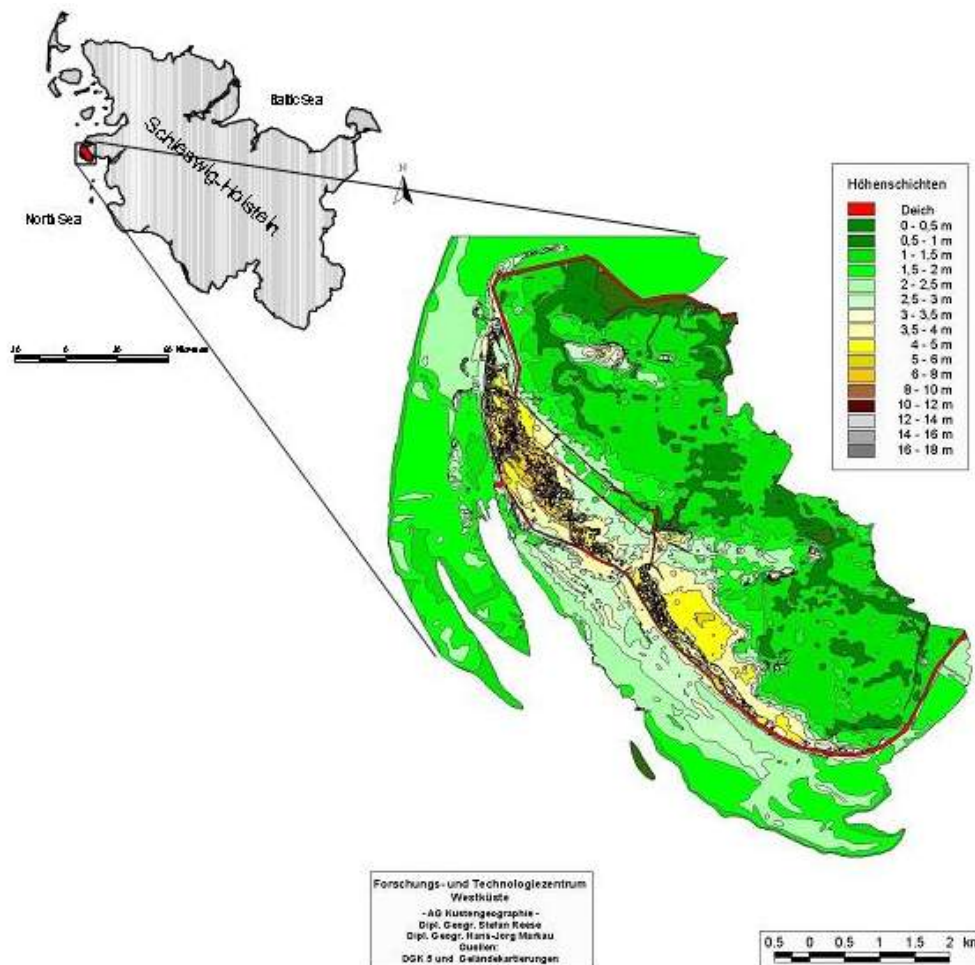 Baltic Sea
Schleswig-Holstein
North Sea
N
Höhenschichten
Deich
0 - 0,5 m
0,5 - 1 m
1 - 1,5 m
1,5 - 2 m
2 - 2,5 m
2,5 - 3 m
3 - 3,5 m
3,5 - 4 m
4 - 5 m
5 - 6 m
6 - 8 m
8 - 10 m
10 - 12 m
12 - 14 m
14 - 16 m
16 - 18 m
Forschungs- und Technologiezentrum
Westküste
- AG Küstengeographie -
Dipl. Geogr. Stefan Reese
Dipl. Geogr. Hans-Jörg Markau
Quellen:
DGK 5 und Geländekartierungen
0.5 0 0.5 1 1.5 2 km